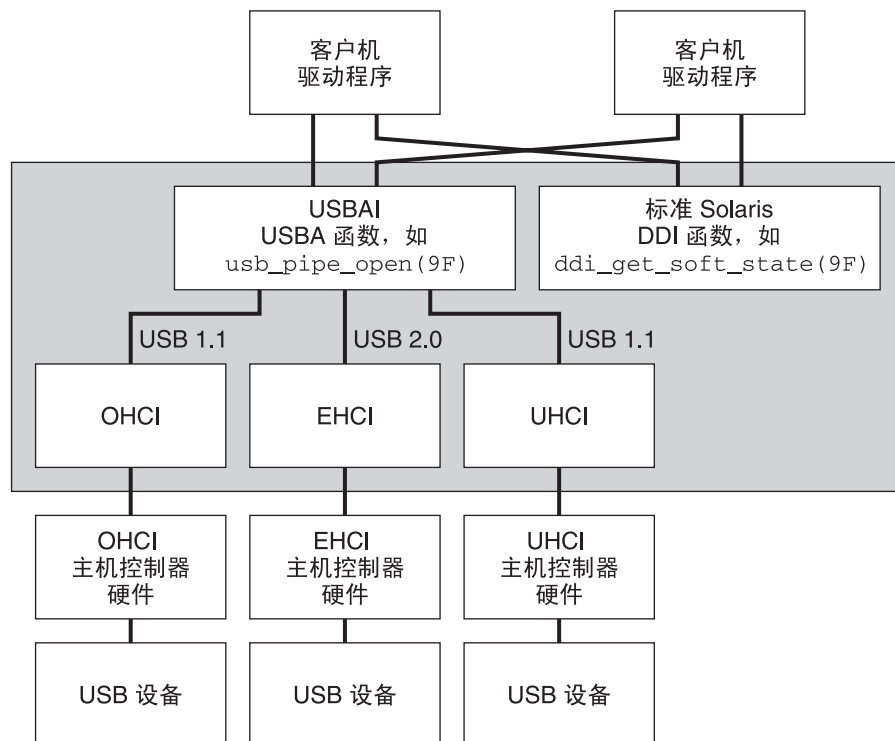 客户机
驱动程序
客户机
驱动程序
USBAI
USBA 函数，如
usb_pipe_open(9F)
标准 Solaris
DDI 函数，如
ddi_get_soft_state(9F)
USB 1.1
USB 2.0
USB 1.1
OHCI
EHCI
UHCI
OHCI
主机控制器
硬件
EHCI
主机控制器
硬件
UHCI
主机控制器
硬件
USB 设备
USB 设备
USB 设备